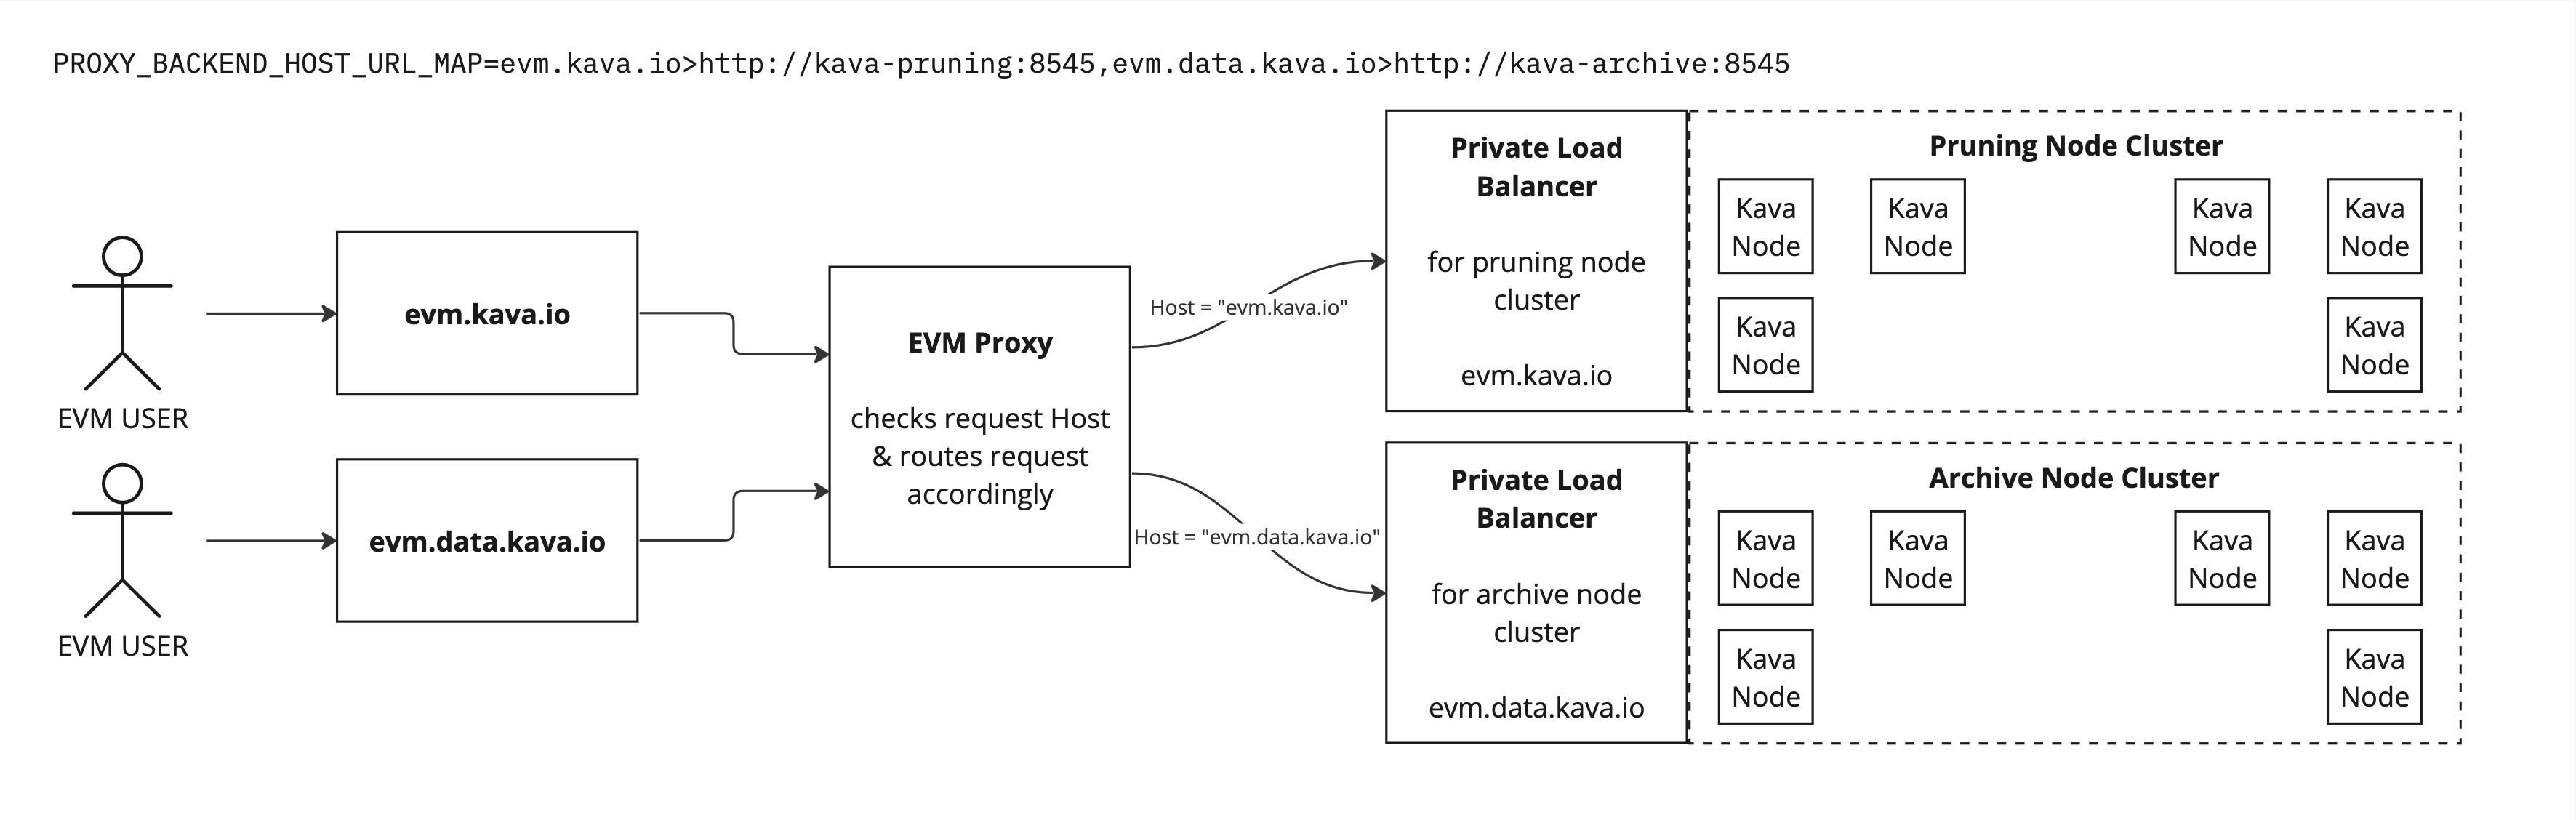 PROXY_BACKEND_HOST_URL_MAP=evm.kava.io>http://kava-pruning:8545,evm.data.kava.io>http://kava-archive:8545
EVM USER
evm.kava.io
EVM USER
evm.data.kava.io
EVM Proxy
checks request Host
& routes request
accordingly
Host = "evm.kava.io"
Host = "evm.data.kava.io"
Private Load
Balancer
for pruning node
cluster
evm.kava.io
Pruning Node Cluster
Kava
Node
Kava
Node
Kava
Node
Kava
Node
Kava
Node
Kava
Node
Private Load
Balancer
for archive node
cluster
evm.data.kava.io
Archive Node Cluster
Kava
Node
Kava
Node
Kava
Node
Kava
Node
Kava
Node
Kava
Node